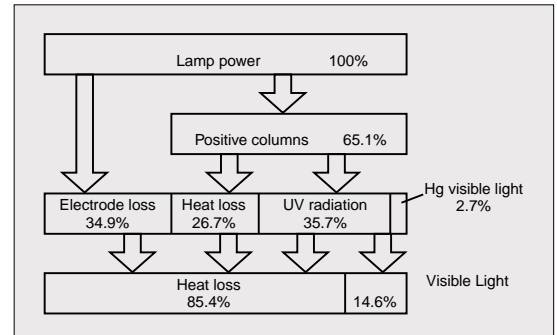 Lamp power 100%
Positive columns 65.1%
Electrode loss Heat loss UV radiation Hg visible light
34.9% 26.7% 35.7% 2.7%
Heat loss Visible Light
85.4% 14.6%